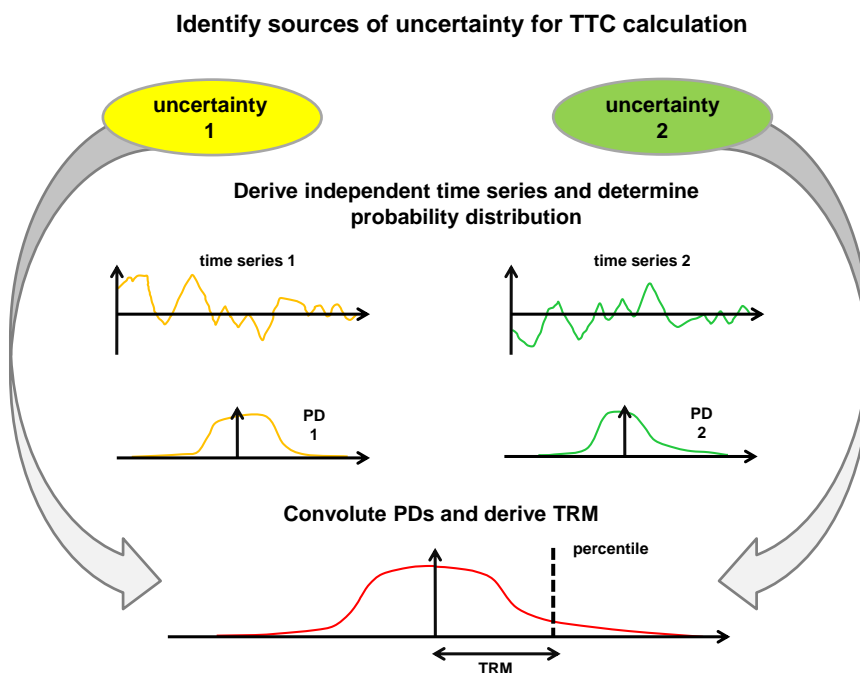 Identify sources of uncertainty for TTC calculation
uncertainty
1
uncertainty
2
Derive independent time series and determine
probability distribution
time series 1
time series 2
PD
1
PD
2
Convolute PDs and derive TRM
percentile
TRM